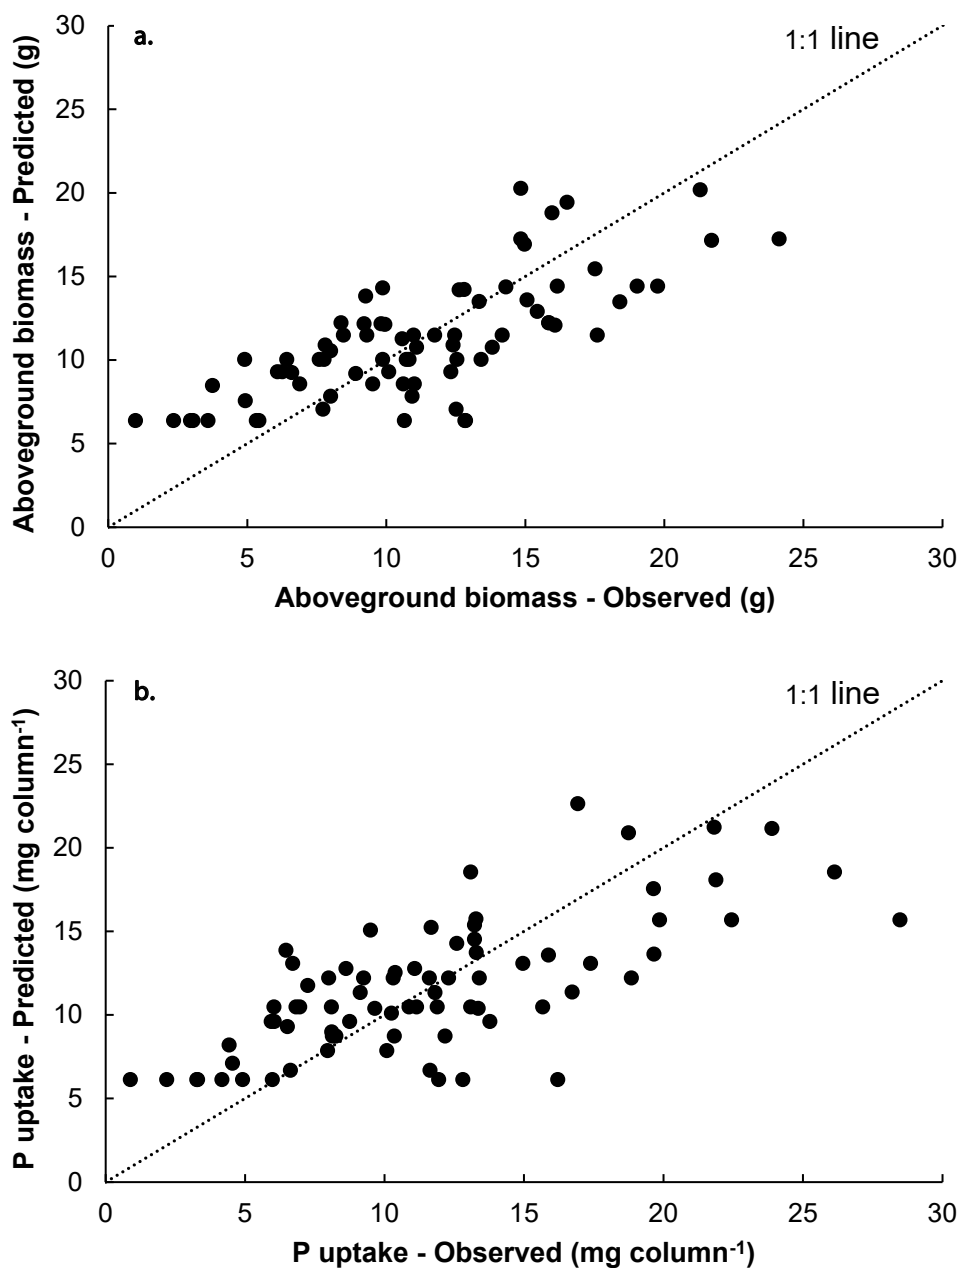 a.
1:1 line
Aboveground biomass - Predicted (g)
30
25
20
15
10
5
0
0 5 10 15 20 25 30
Aboveground biomass - Observed (g)
b.
1:1 line
P uptake - Predicted (mg column⁻¹)
30
25
20
15
10
5
0
0 5 10 15 20 25 30
P uptake - Observed (mg column⁻¹)